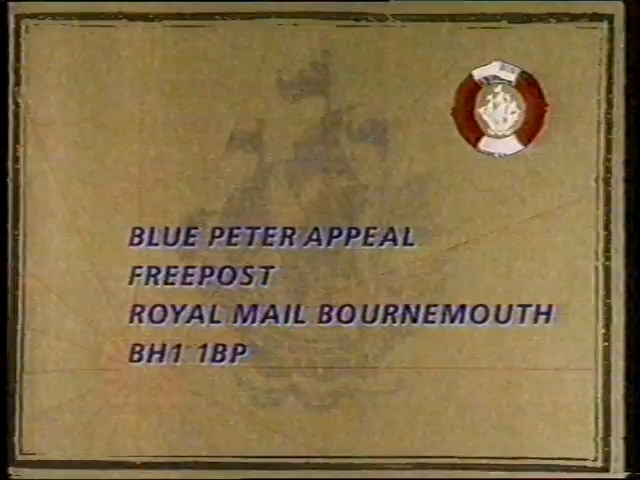 BLUE PETER APPEAL
FREEPOST
ROYAL MAIL BOURNEMOUTH
BH1 1BP